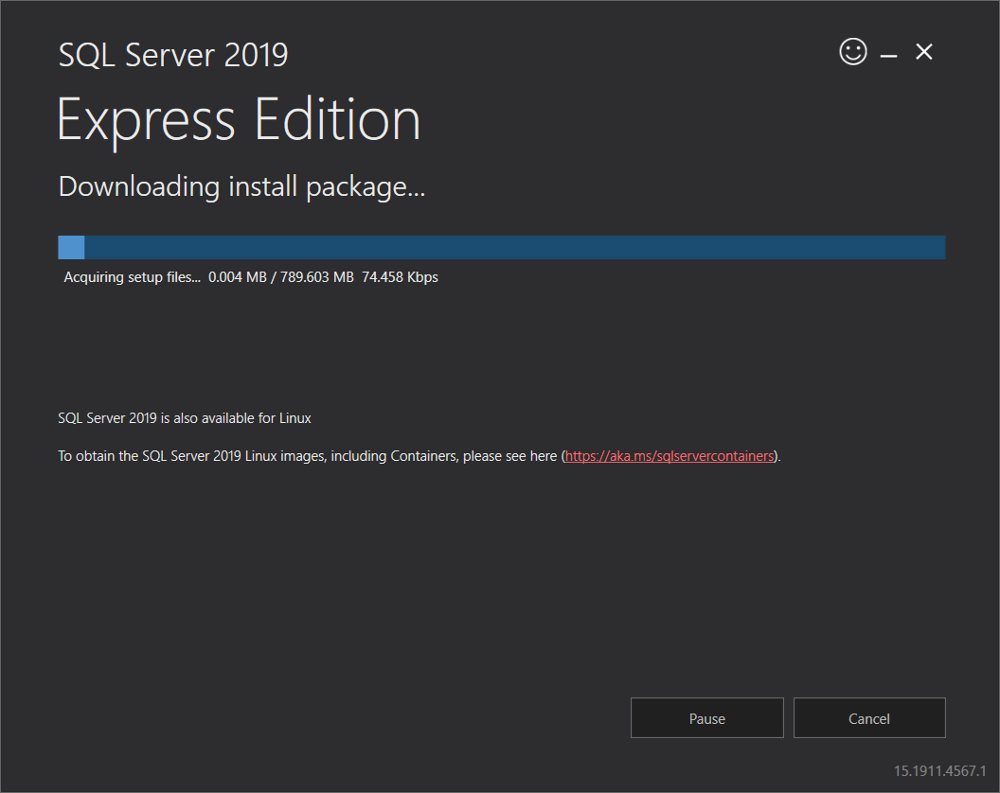 SQL Server 2019
Express Edition
Downloading install package...
Acquiring setup files... 0.004 MB / 789.603 MB 74.458 Kbps
SQL Server 2019 is also available for Linux
To obtain the SQL Server 2019 Linux images, including Containers, please see here (https://aka.ms/sqlservercontainers).
Pause Cancel
15.1911.4567.1